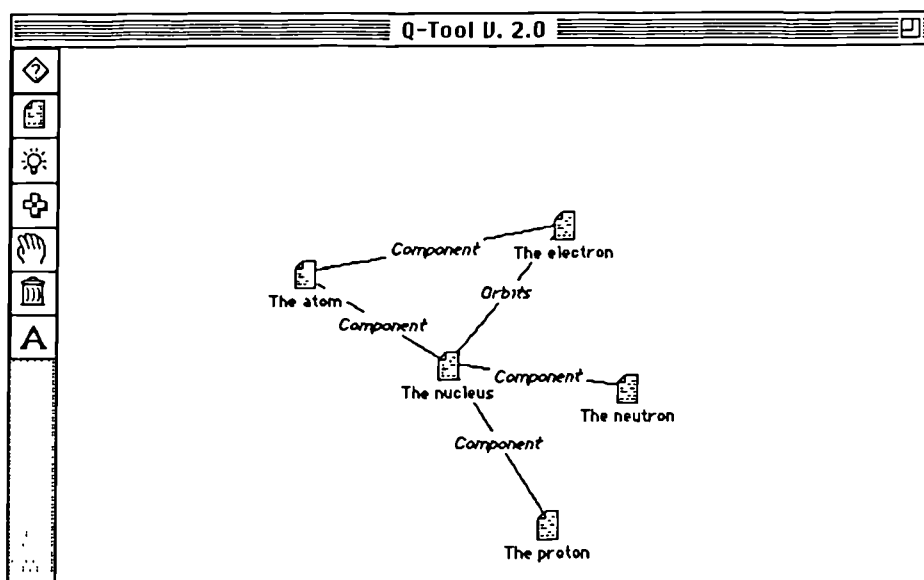 Q-Tool V. 2.0
?
Component
The electron
The atom
Orbits
Component
The nucleus
Component
The neutron
A
Component
The proton